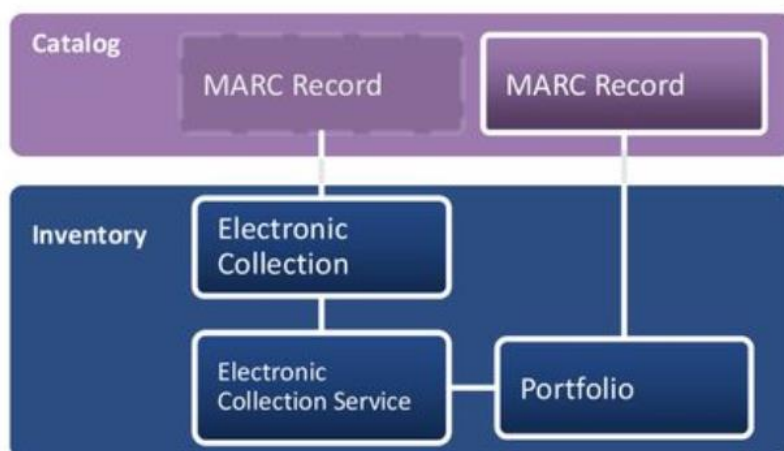 Catalog
MARC Record
MARC Record
Inventory
Electronic
Collection
Electronic
Collection Service
Portfolio